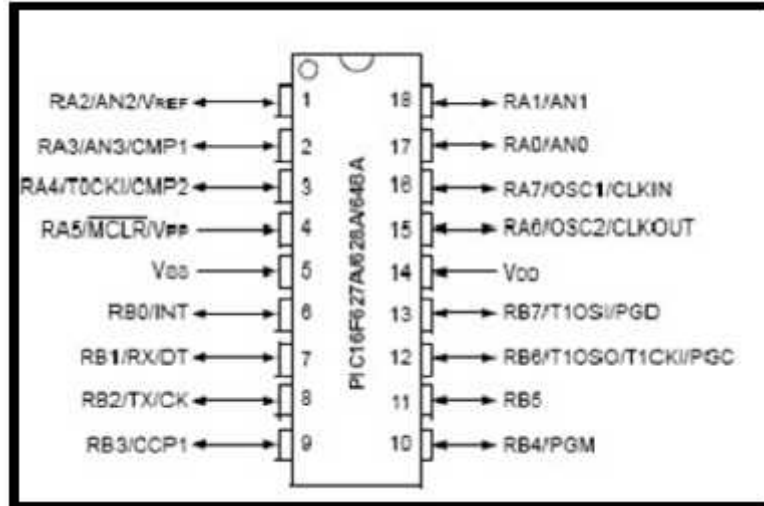 RA2/AN2/VREF 1 18 RA1/AN1
RA3/AN3/CMP1 2 17 RA0/AN0
RA4/T0CKI/CMP2 3 16 RA7/OSC1/CLKIN
RA5/MCLR/VPP 4 15 RA6/OSC2/CLKOUT
VSS 5 14 VDD
RB0/INT 6 13 RB7/T1OSI/PGD
RB1/RX/DT 7 12 RB6/T1OSO/T1CKI/PGC
RB2/TX/CK 8 11 RB5
RB3/CCP1 9 10 RB4/PGM
PIC16F627A/628A/648A